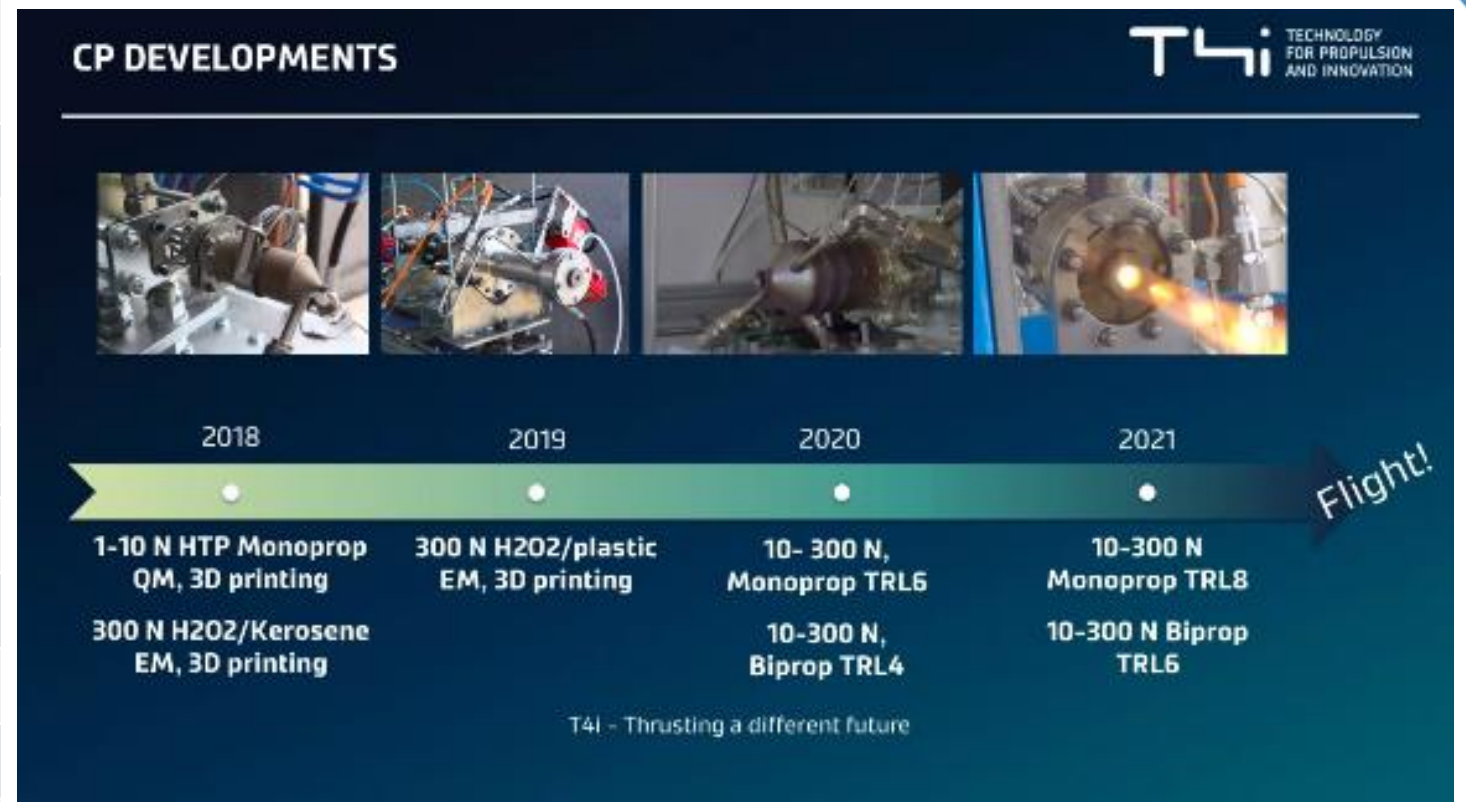 CP DEVELOPMENTS
T4i
TECHNOLOGY
FOR PROPULSION
AND INNOVATION
2018
2019
2020
2021
Flight!
1-10 N HTP Monoprop
QM, 3D printing
300 N H2O2/Kerosene
EM, 3D printing
300 N H2O2/plastic
EM, 3D printing
10- 300 N,
Monoprop TRL6
10-300 N,
Biprop TRL4
10-300 N
Monoprop TRL8
10-300 N Biprop
TRL6
T4i - Thrusting a different future